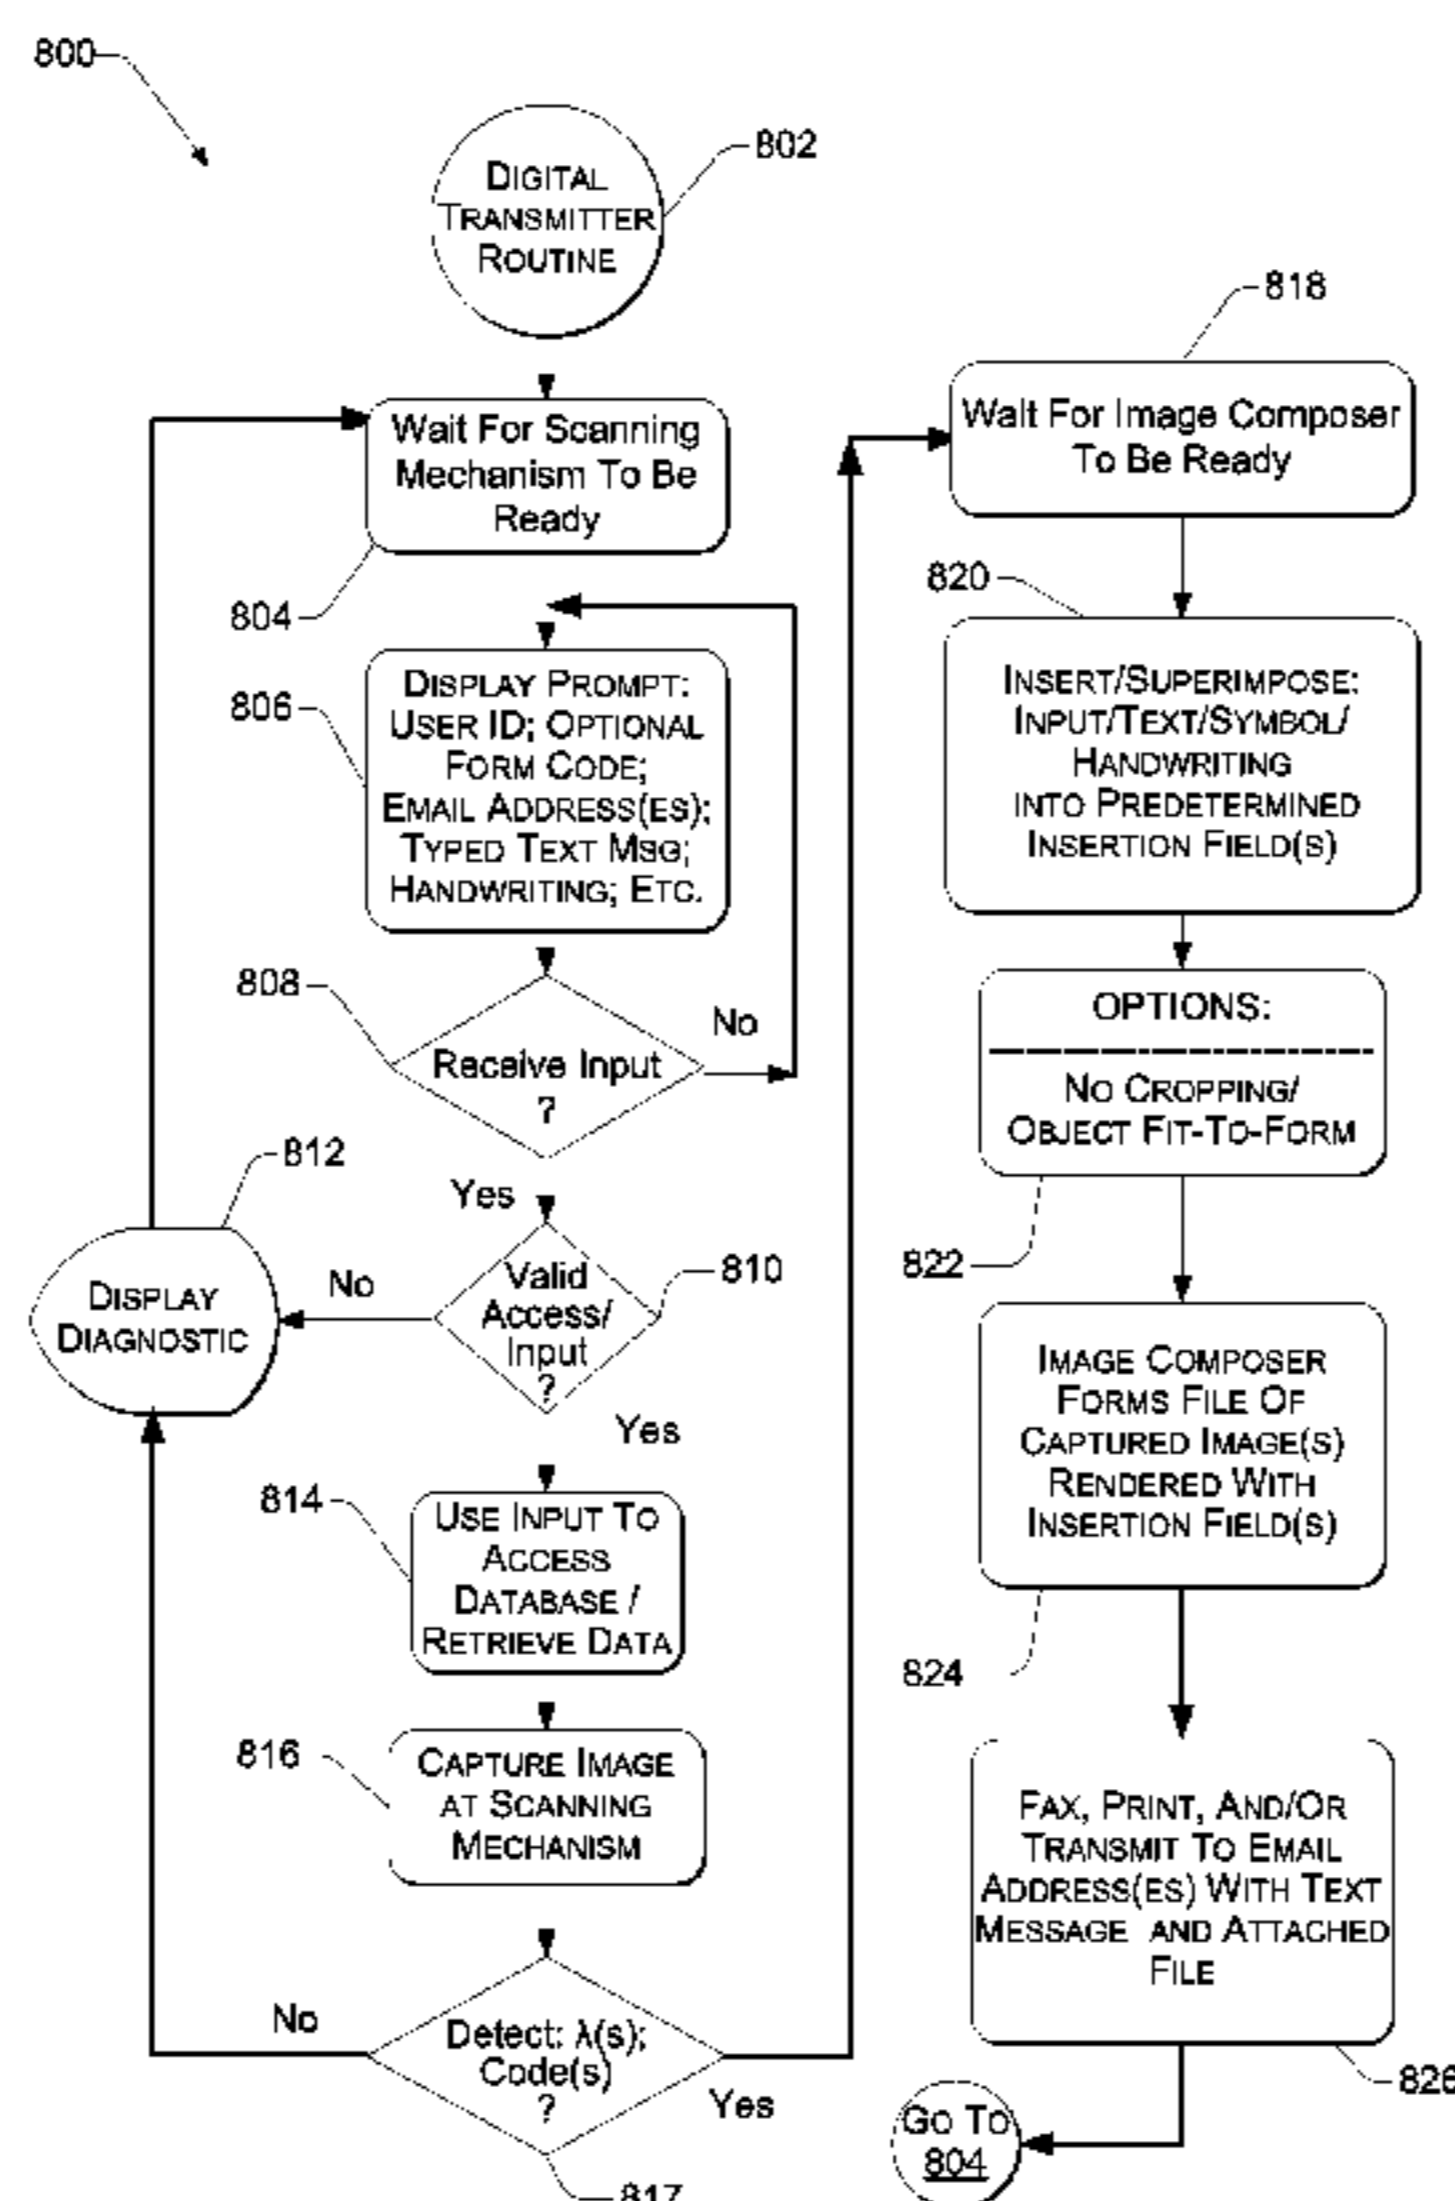 800
802
DIGITAL
TRANSMITTER
ROUTINE
Wait For Scanning
Mechanism To Be
Ready
804
806
DISPLAY PROMPT:
USER ID; OPTIONAL
FORM CODE;
EMAIL ADDRESS(ES);
TYPED TEXT MSG;
HANDWRITING; ETC.
808
Receive Input
?
No
Yes
812
DISPLAY
DIAGNOSTIC
No
Valid
Access/
Input
?
810
Yes
814
USE INPUT TO
ACCESS
DATABASE /
RETRIEVE DATA
816
CAPTURE IMAGE
AT SCANNING
MECHANISM
No
Detect: λ(s);
Code(s)
?
Yes
817
818
Wait For Image Composer
To Be Ready
820
INSERT/SUPERIMPOSE:
INPUT/TEXT/SYMBOL/
HANDWRITING
INTO PREDETERMINED
INSERTION FIELD(S)
OPTIONS:
NO CROPPING/
OBJECT FIT-TO-FORM
822
IMAGE COMPOSER
FORMS FILE OF
CAPTURED IMAGE(S)
RENDERED WITH
INSERTION FIELD(S)
824
FAX, PRINT, AND/OR
TRANSMIT TO EMAIL
ADDRESS(ES) WITH TEXT
MESSAGE AND ATTACHED
FILE
826
GO TO
804